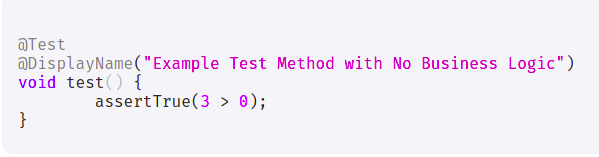 @Test
@DisplayName("Example Test Method with No Business Logic")
void test() {
        assertTrue(3 > 0);
}